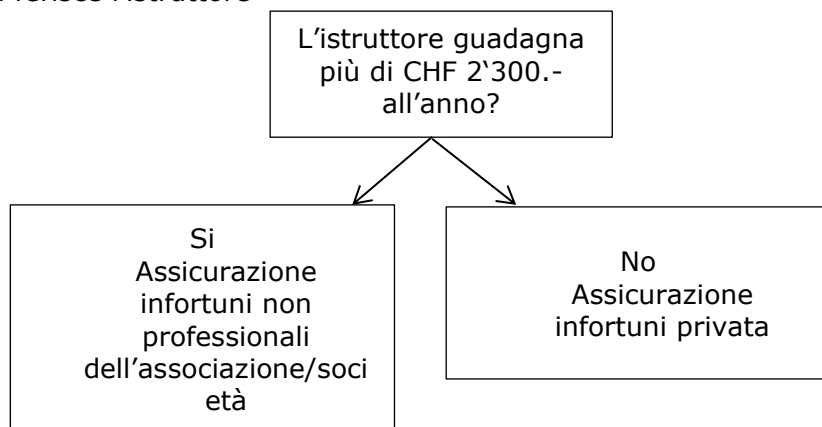 L'istruttore guadagna
più di CHF 2‘300.-
all'anno?
Si
Assicurazione
infortuni non
professionali
dell'associazione/soci
età
No
Assicurazione
infortuni privata